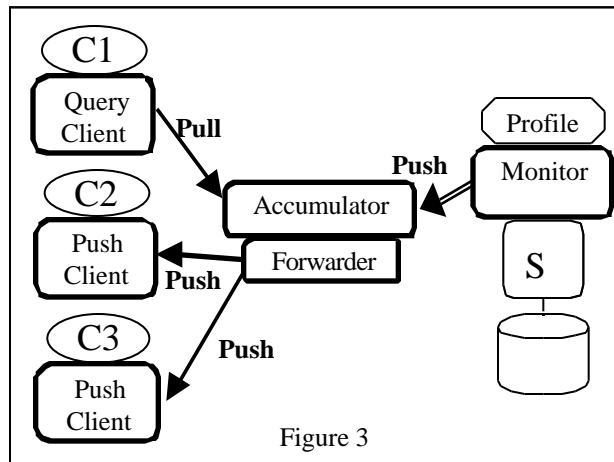 C1
Query
Client
Pull
C2
Push
Client
Push
C3
Push
Client
Push
Accumulator
Forwarder
Push
Profile
Monitor
S
Figure 3